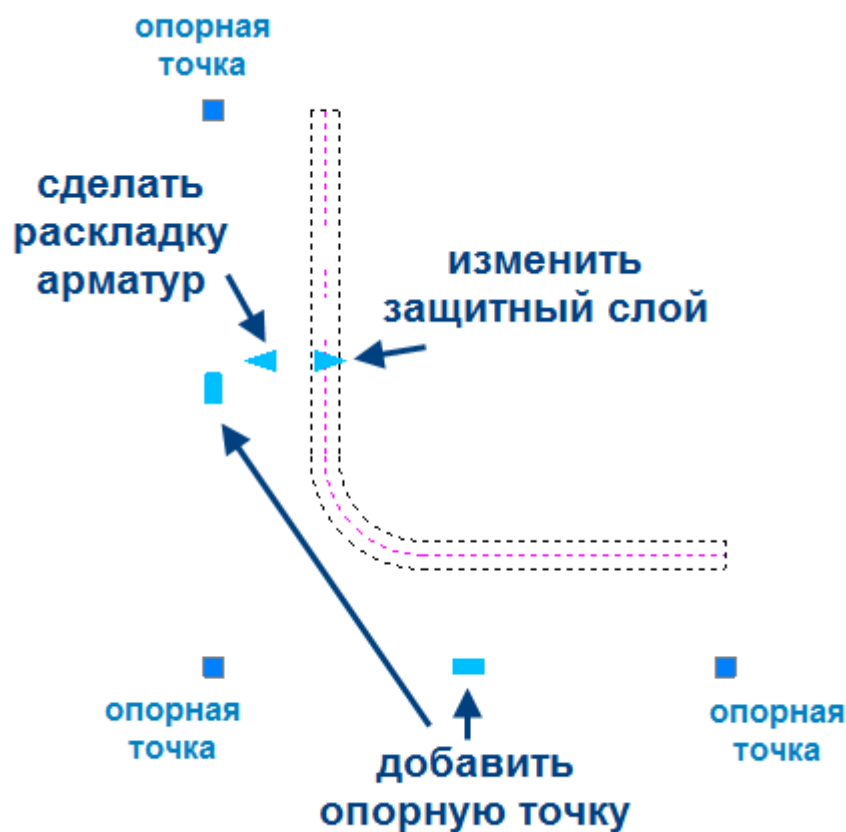 опорная
точка
сделать
раскладку
арматур
изменить
защитный слой
опорная
точка
опорная
точка
добавить
опорную точку